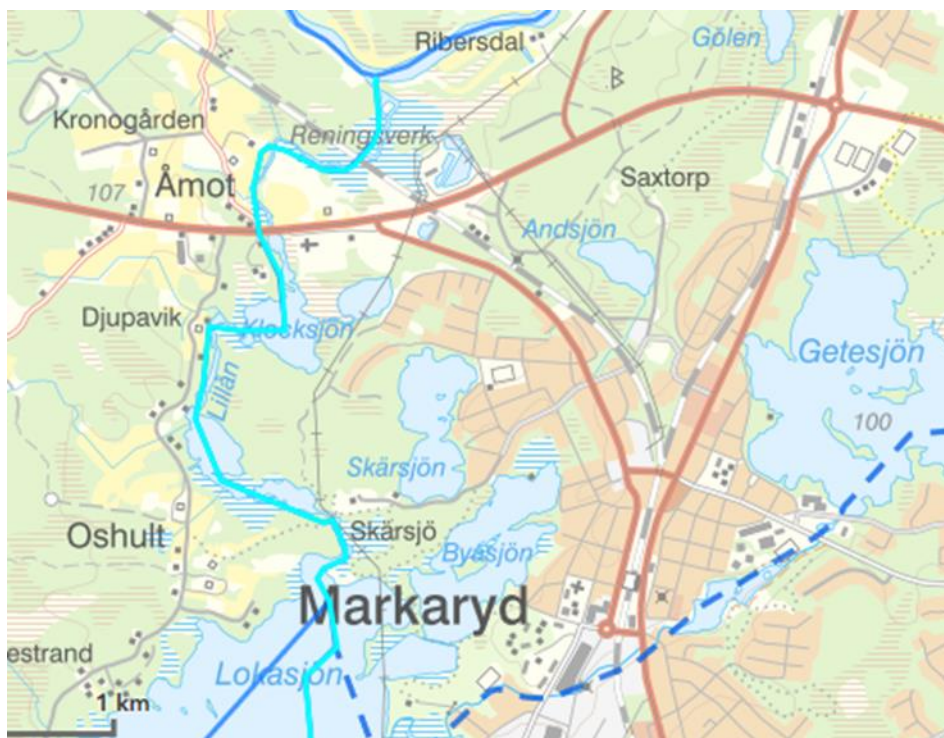 Ribersdal
Gölen
Kronogården
Reningsverk
107
Åmot
Saxtorp
Andsjön
Djupavik
Klocksjön
Getesjön
Lillån
100
Skärsjön
Oshult
Skärsjö
Byasjön
Markaryd
estrand
Lokasjön
1 km